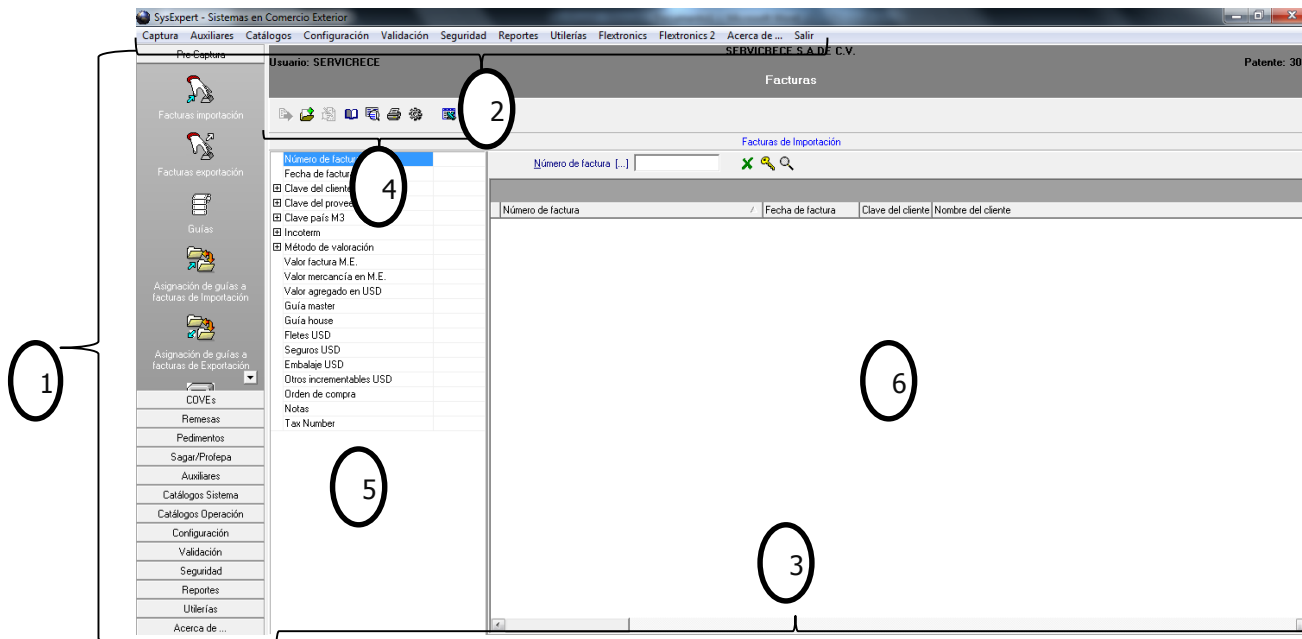 SysExpert - Sistemas en Comercio Exterior
Captura Auxiliares Catálogos Configuración Validación Seguridad Reportes Utilerías Flextronics Flextronics 2 Acerca de ... Salir
Pre-Captura
SERVICRECE S.A.DE C.V.
Usuario: SERVICRECE
Patente: 30
Facturas
2
Facturas importación
Facturas de Importación
Número de factura [...]
Número de factura
Fecha de factura
4
Clave del cliente
Clave del provee
Clave país M3
Incoterm
Método de valoración
Valor factura M.E.
Valor mercancía en M.E.
Valor agregado en USD
Guía master
Guía house
Fletes USD
Seguros USD
Embalaje USD
Otros incrementables USD
Orden de compra
Notas
Tax Number
Número de factura / Fecha de factura Clave del cliente Nombre del cliente
Facturas exportación
Guías
Asignación de guías a
facturas de Importación
Asignación de guías a
facturas de Exportación
1
6
COVEs
Remesas
Pedimentos
Sagar/Profepa
Auxiliares
Catálogos Sistema
Catálogos Operación
Configuración
Validación
Seguridad
Reportes
Utilerías
Acerca de ...
5
3